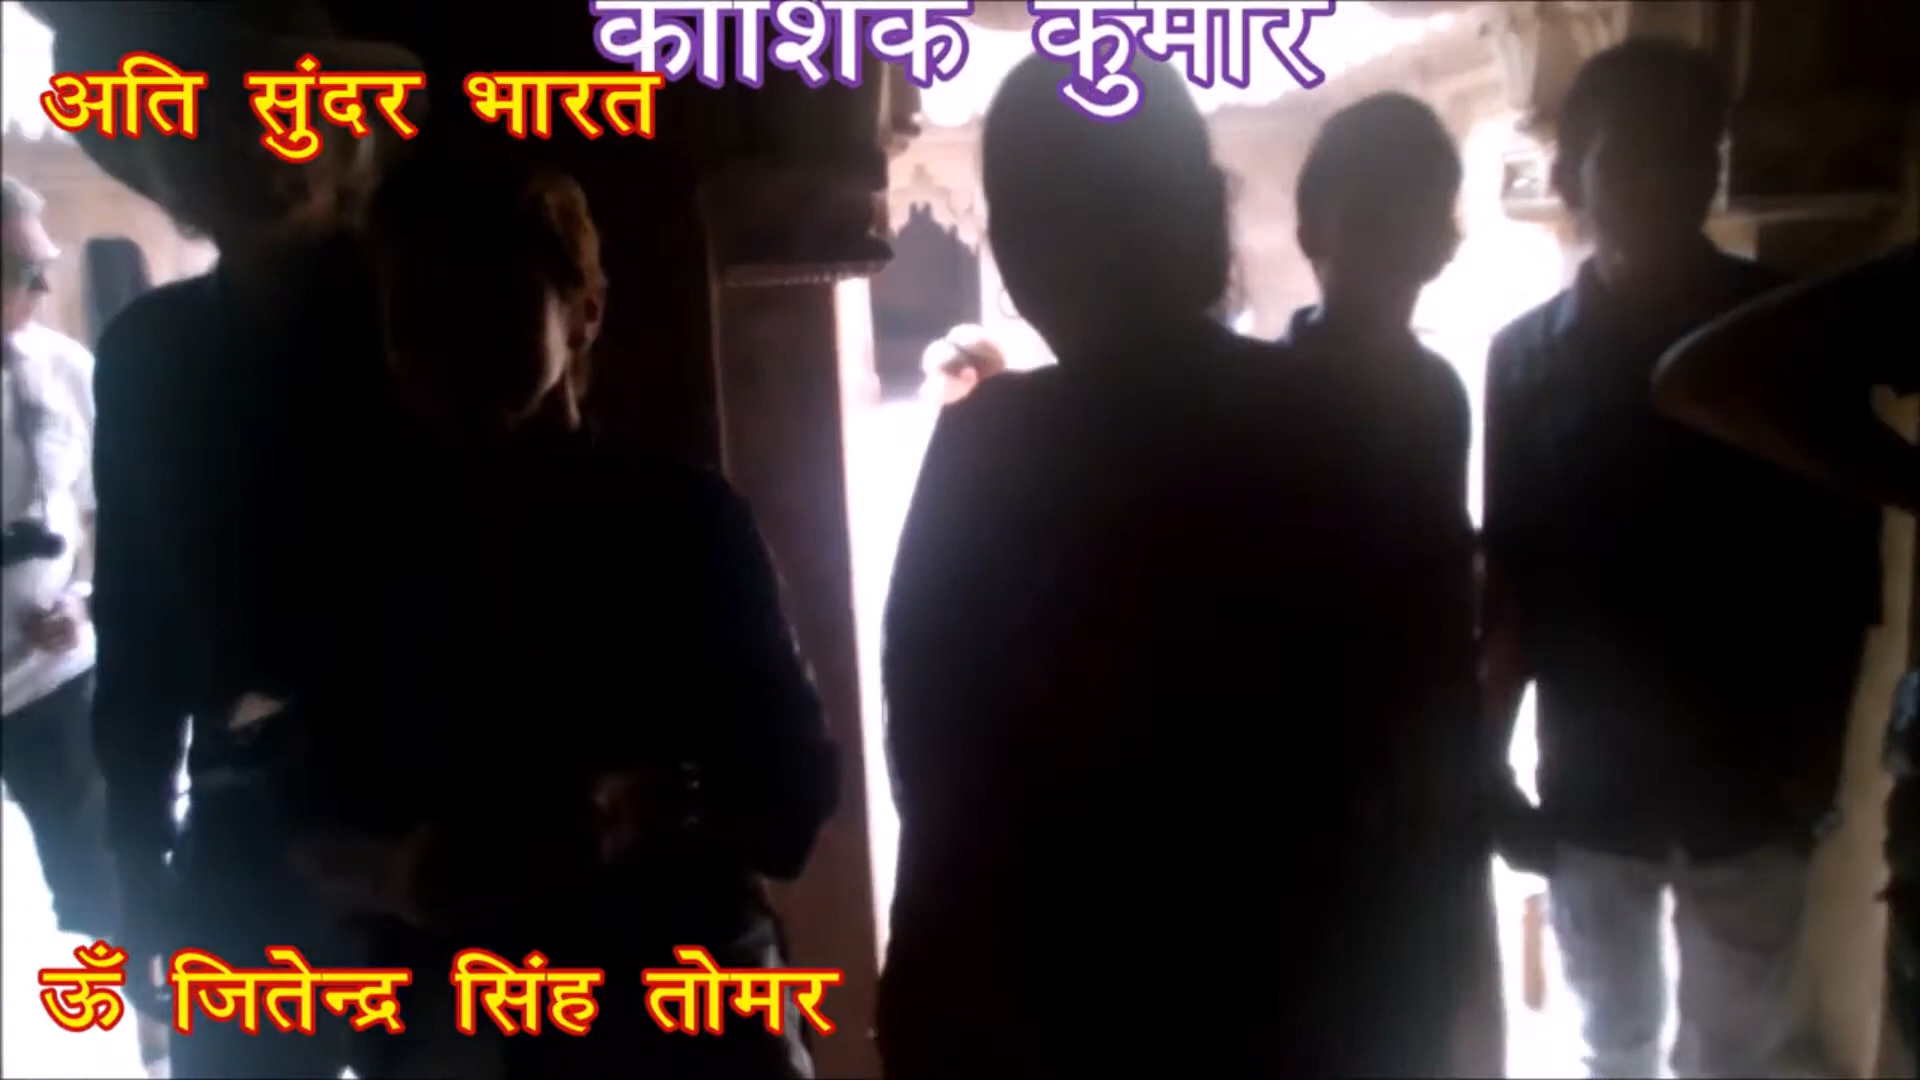 काशिक कुमार
अति सुंदर भारत
ऊँ जितेन्द्र सिंह तोमर